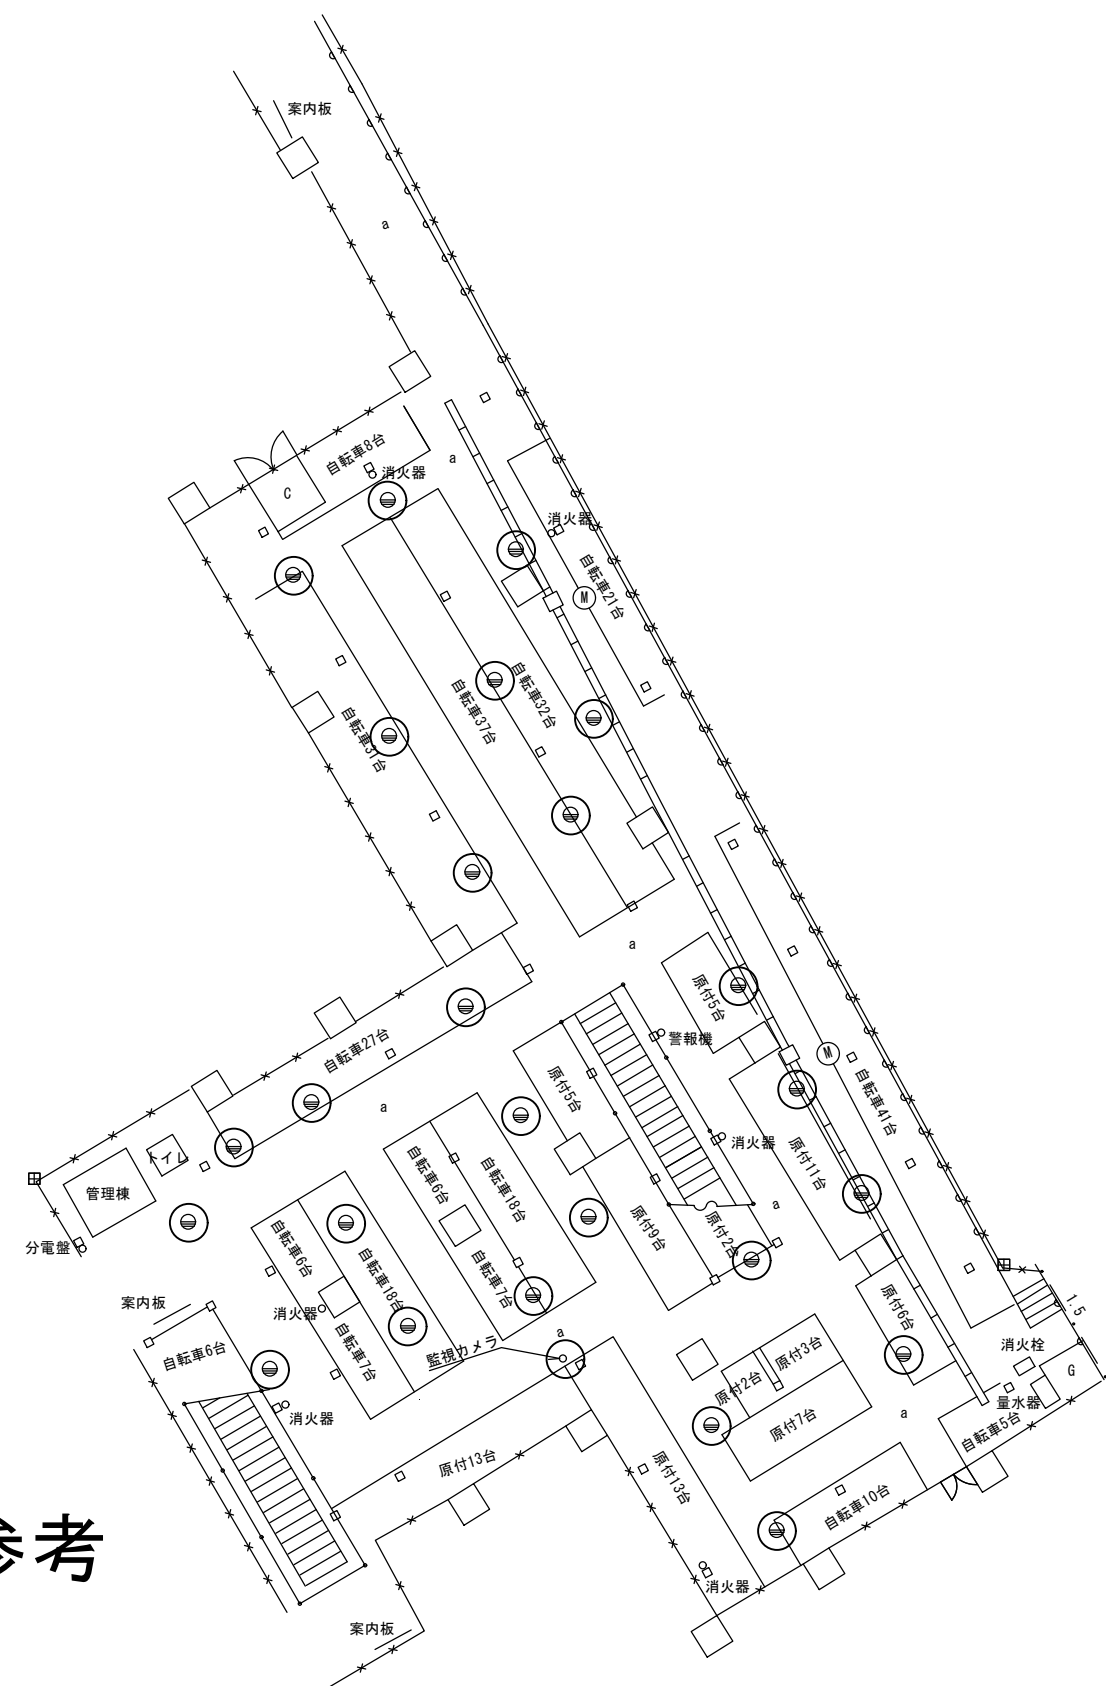 案内板
a
自転車8台
a
消火器
C
消火器
自転車21台
M
自転車32台
自転車37台
自転車31台
a
原付5台
警報機
自転車27台
M
原付5台
自転車41台
a
消火器
トイレ
自転車6台
自転車18台
原付11台
管理棟
a
原付9台
原付2台
分電盤
自転車6台
自転車18台
自転車7台
案内板
消火器
原付6台
1.5
a
自転車6台
自転車7台
監視カメラ
原付3台
消火栓
G
原付2台
量水器
消火器
原付7台
a
自転車5台
原付13台
原付13台
自転車10台
参考
消火器
案内板